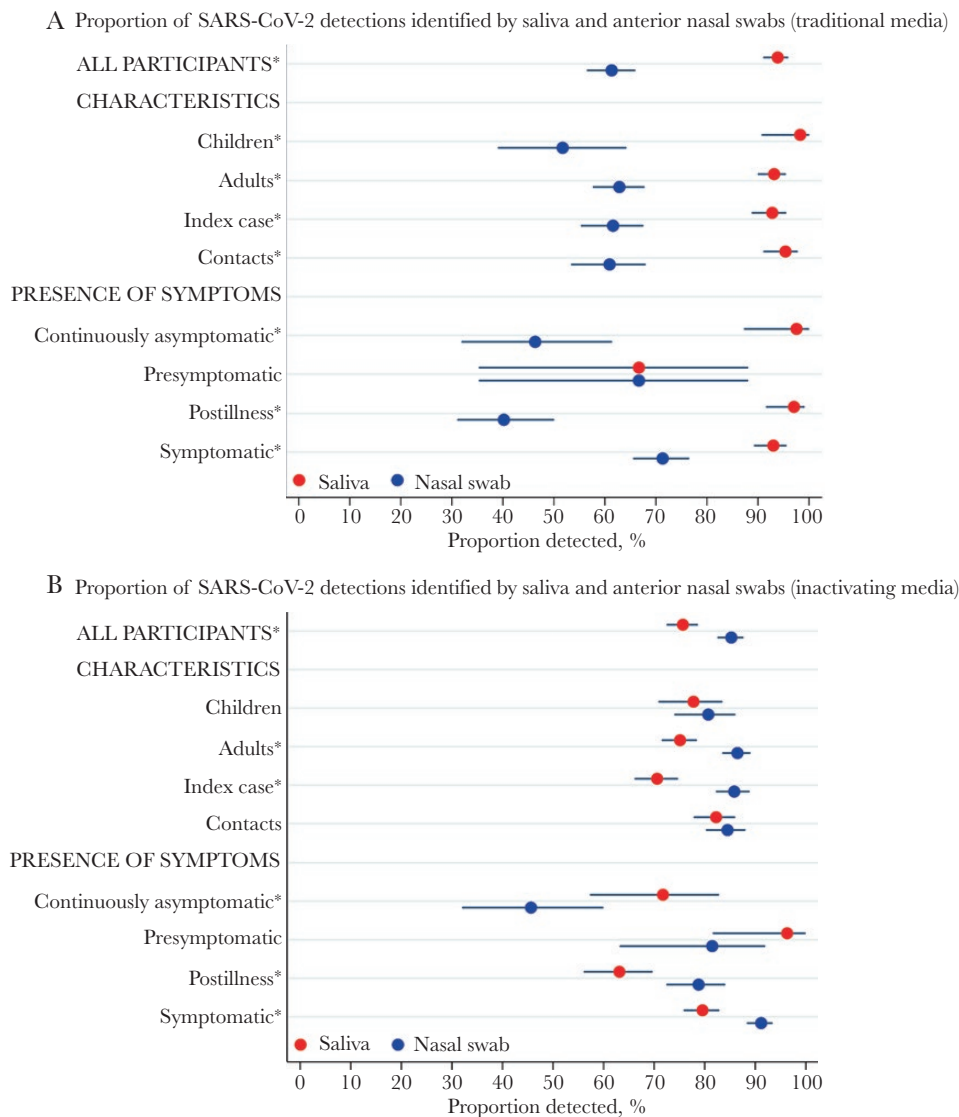 A Proportion of SARS-CoV-2 detections identified by saliva and anterior nasal swabs (traditional media)
ALL PARTICIPANTS*
CHARACTERISTICS
Children*
Adults*
Index case*
Contacts*
PRESENCE OF SYMPTOMS
Continuously asymptomatic*
Presymptomatic
Postillness*
Symptomatic*
Saliva Nasal swab
0 10 20 30 40 50 60 70 80 90 100
Proportion detected, %
B Proportion of SARS-CoV-2 detections identified by saliva and anterior nasal swabs (inactivating media)
ALL PARTICIPANTS*
CHARACTERISTICS
Children
Adults*
Index case*
Contacts
PRESENCE OF SYMPTOMS
Continuously asymptomatic*
Presymptomatic
Postillness*
Symptomatic*
Saliva Nasal swab
0 10 20 30 40 50 60 70 80 90 100
Proportion detected, %